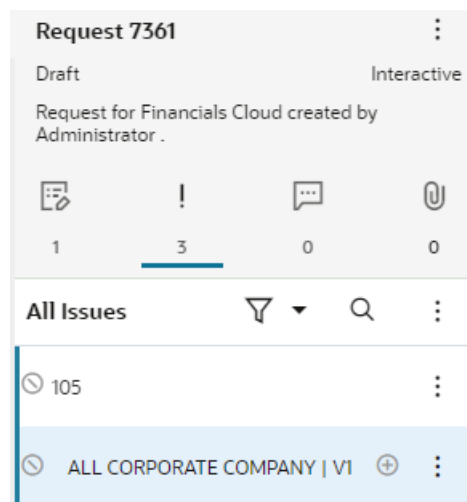 Request 7361
Draft Interactive
Request for Financials Cloud created by
Administrator .
1 3 0 0
All Issues
105
ALL CORPORATE COMPANY | V1